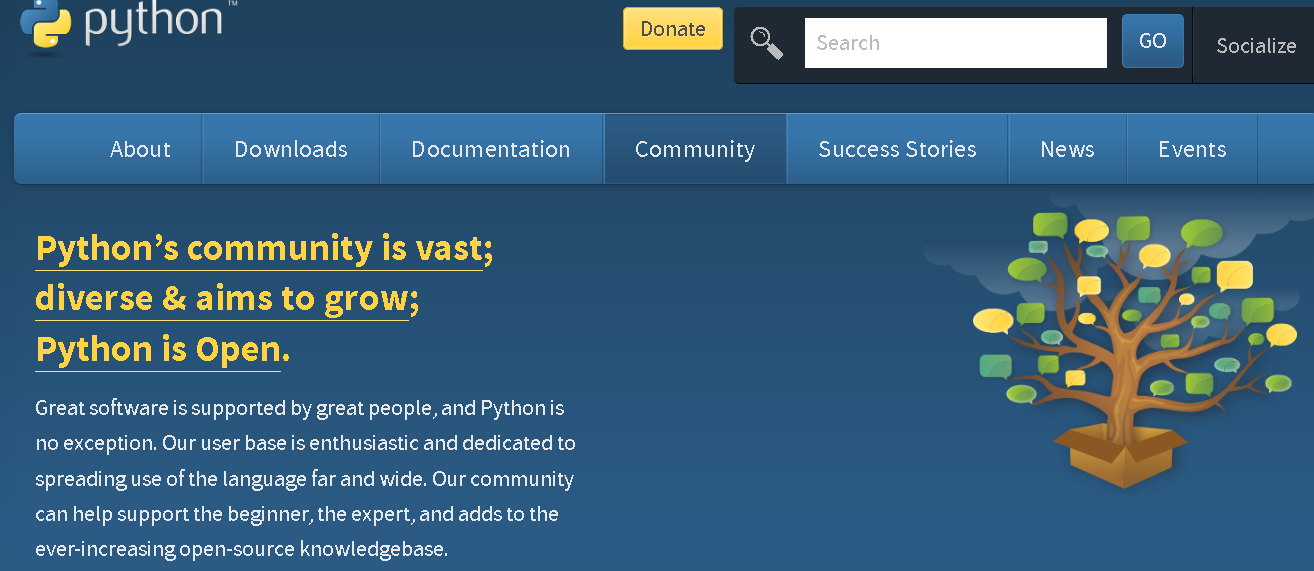 python™
Donate
Search
GO
Socialize
About
Downloads
Documentation
Community
Success Stories
News
Events
Python’s community is vast;
diverse & aims to grow;
Python is Open.
Great software is supported by great people, and Python is
no exception. Our user base is enthusiastic and dedicated to
spreading use of the language far and wide. Our community
can help support the beginner, the expert, and adds to the
ever-increasing open-source knowledgebase.